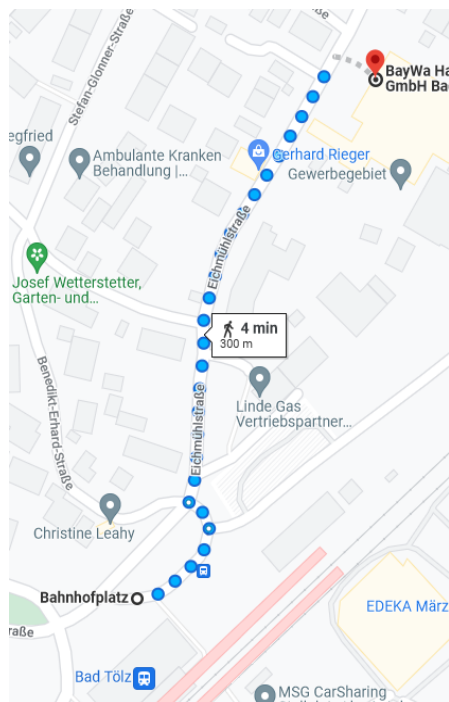 Stefan-Glonner-Straße
BayWa Ha
GmbH Bad
egfried
Ambulante Kranken
Behandlung |...
Gerhard Rieger
Gewerbegebiet
Eichmühlstraße
Josef Wetterstetter,
Garten- und...
4 min
300 m
Benedikt-Erhard-Straße
Linde Gas
Vertriebspartner...
Eichmühlstraße
Christine Leahy
Bahnhofplatz
EDEKA März
raße
Bad Tölz
MSG CarSharing